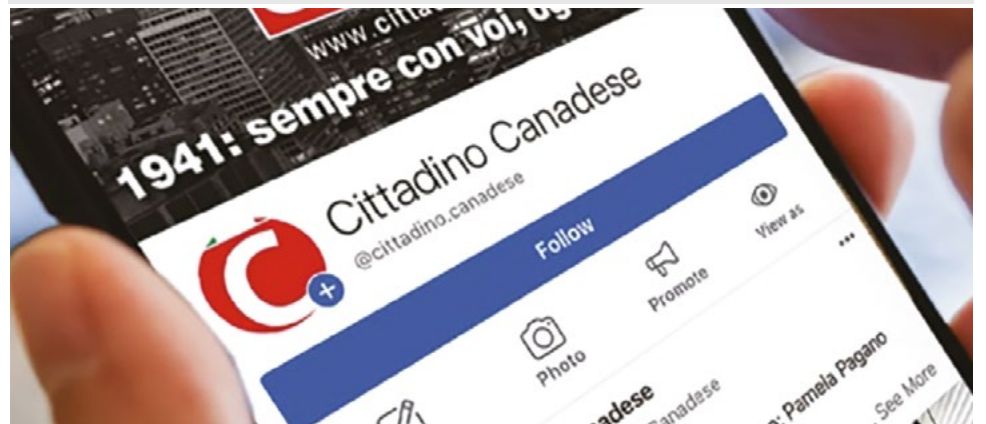 www.cittad
1941: sempre con voi, og
Cittadino Canadese
@cittadino.canadese
C
+
Follow
Photo
Promote
View as
...
adese
Canadese
: Pamela Pagano
See More